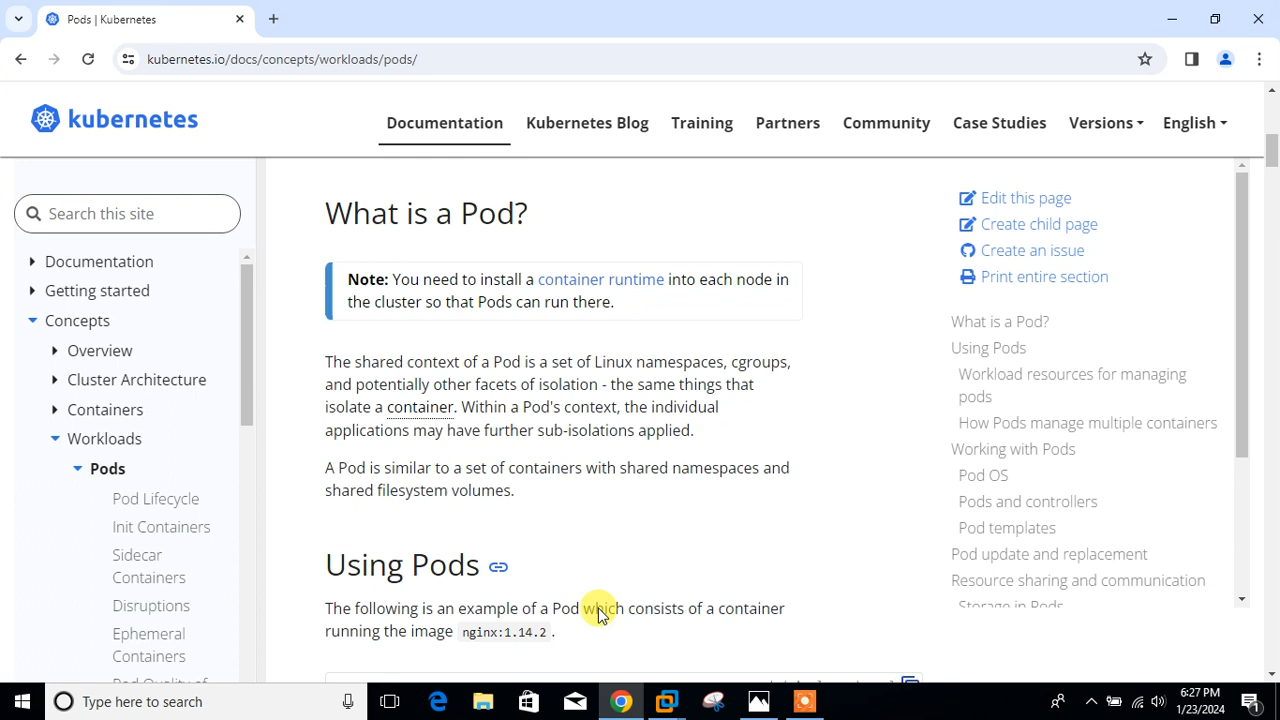 Pods | Kubernetes
kubernetes.io/docs/concepts/workloads/pods/
kubernetes
Documentation
Kubernetes Blog
Training
Partners
Community
Case Studies
Versions
English
Search this site
Documentation
Getting started
Concepts
Overview
Cluster Architecture
Containers
Workloads
Pods
Pod Lifecycle
Init Containers
Sidecar
Containers
Disruptions
Ephemeral
Containers
Pod Quality of
What is a Pod?
Note: You need to install a container runtime into each node in
the cluster so that Pods can run there.
The shared context of a Pod is a set of Linux namespaces, cgroups,
and potentially other facets of isolation - the same things that
isolate a container. Within a Pod's context, the individual
applications may have further sub-isolations applied.
A Pod is similar to a set of containers with shared namespaces and
shared filesystem volumes.
Using Pods
The following is an example of a Pod which consists of a container
running the image nginx:1.14.2.
Edit this page
Create child page
Create an issue
Print entire section
What is a Pod?
Using Pods
Workload resources for managing
pods
How Pods manage multiple containers
Working with Pods
Pod OS
Pods and controllers
Pod templates
Pod update and replacement
Resource sharing and communication
Storage in Pods
Type here to search
6:27 PM
1/23/2024
1